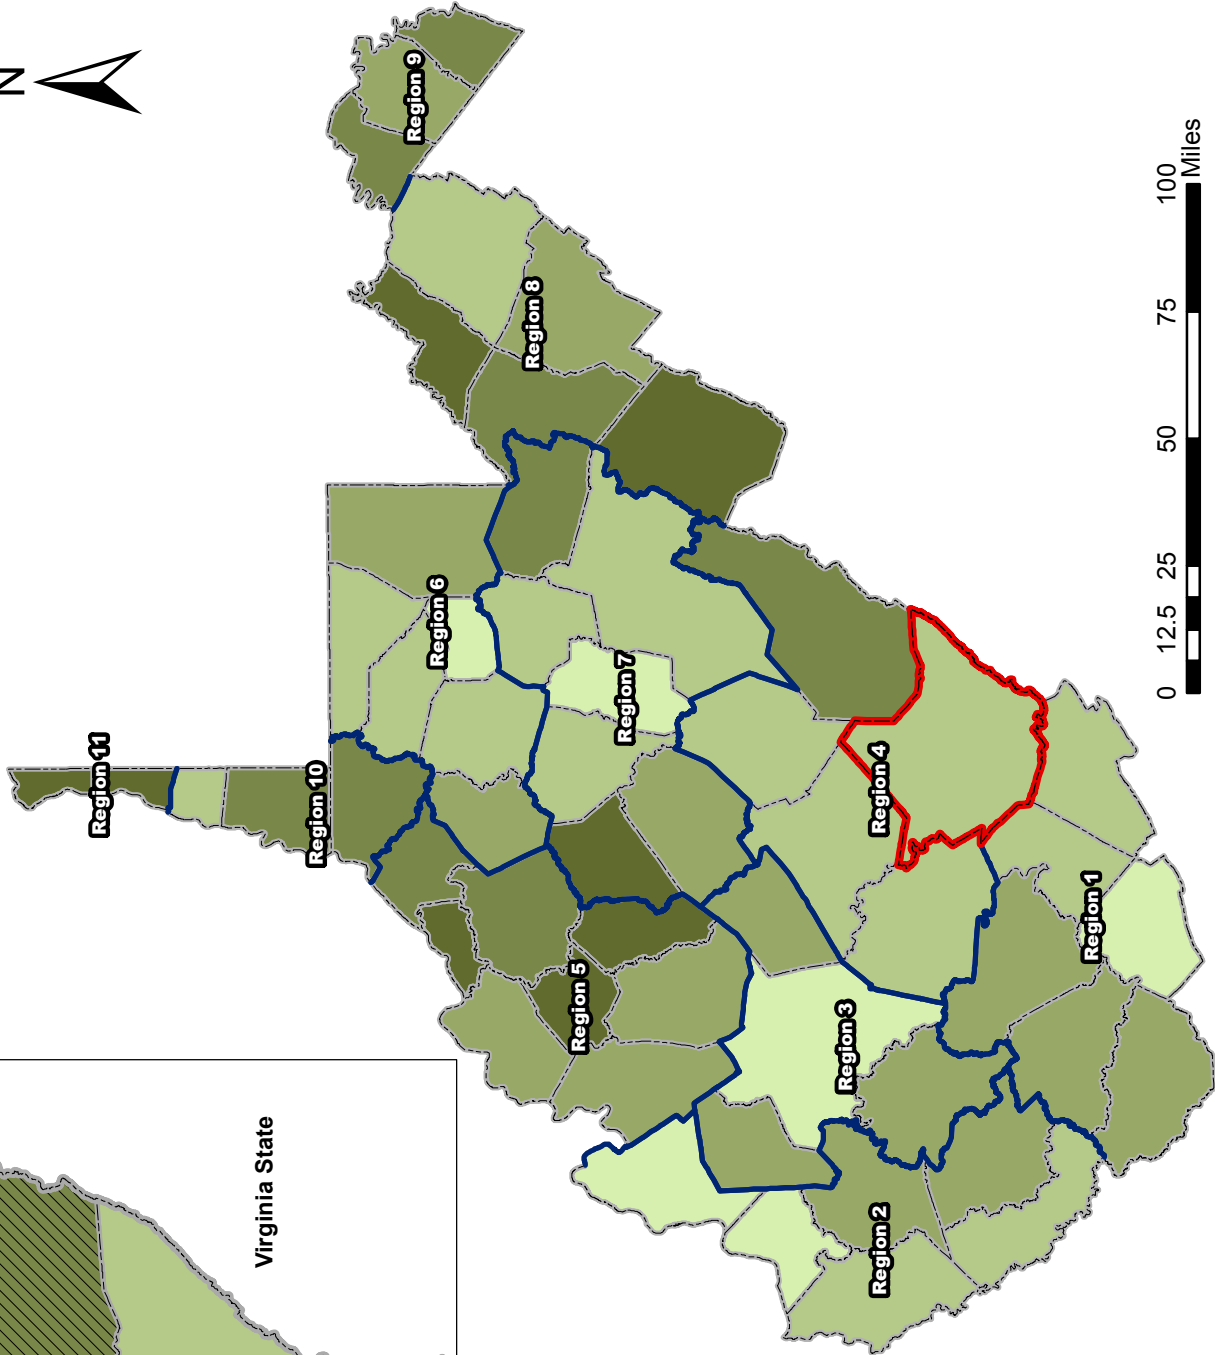 N
Region 11
Region 10
Region 9
Region 6
Region 8
Region 7
Region 5
Region 4
Region 3
Region 2
Region 1
Virginia State
0 12.5 25 50 75 100
Miles